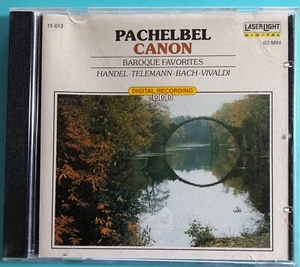 15 613
PACHELBEL
CANON
BAROQUE FAVORITES
HANDEL·TELEMANN·BACH·VIVALDI
LASERLIGHT
DIGITAL
60 MIN
DIGITAL RECORDING
DDD